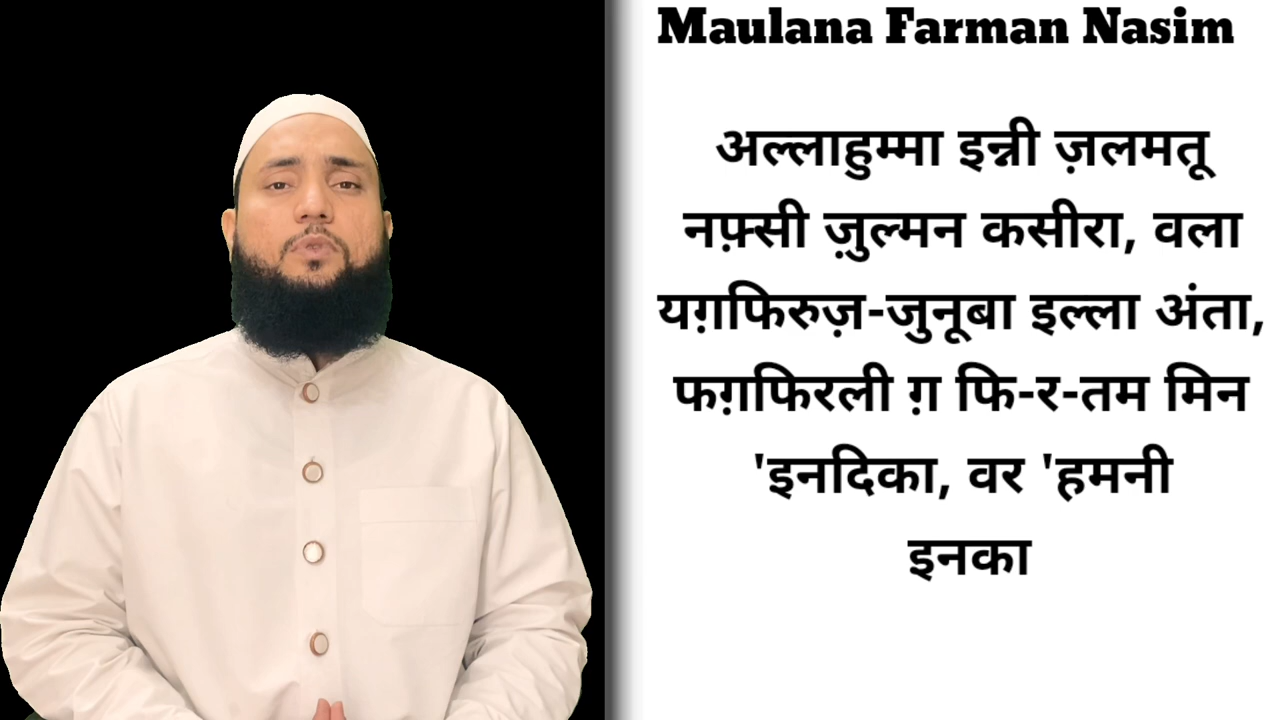 Maulana Farman Nasim
अल्लाहुम्मा इन्नी ज़लमतू
नफ़्सी ज़ुल्मन कसीरा, वला
यग़फिरुज़-जुनूबा इल्ला अंता,
फग़फिरली ग़ फि-र-तम मिन
'इनदिका, वर 'हमनी
इनका